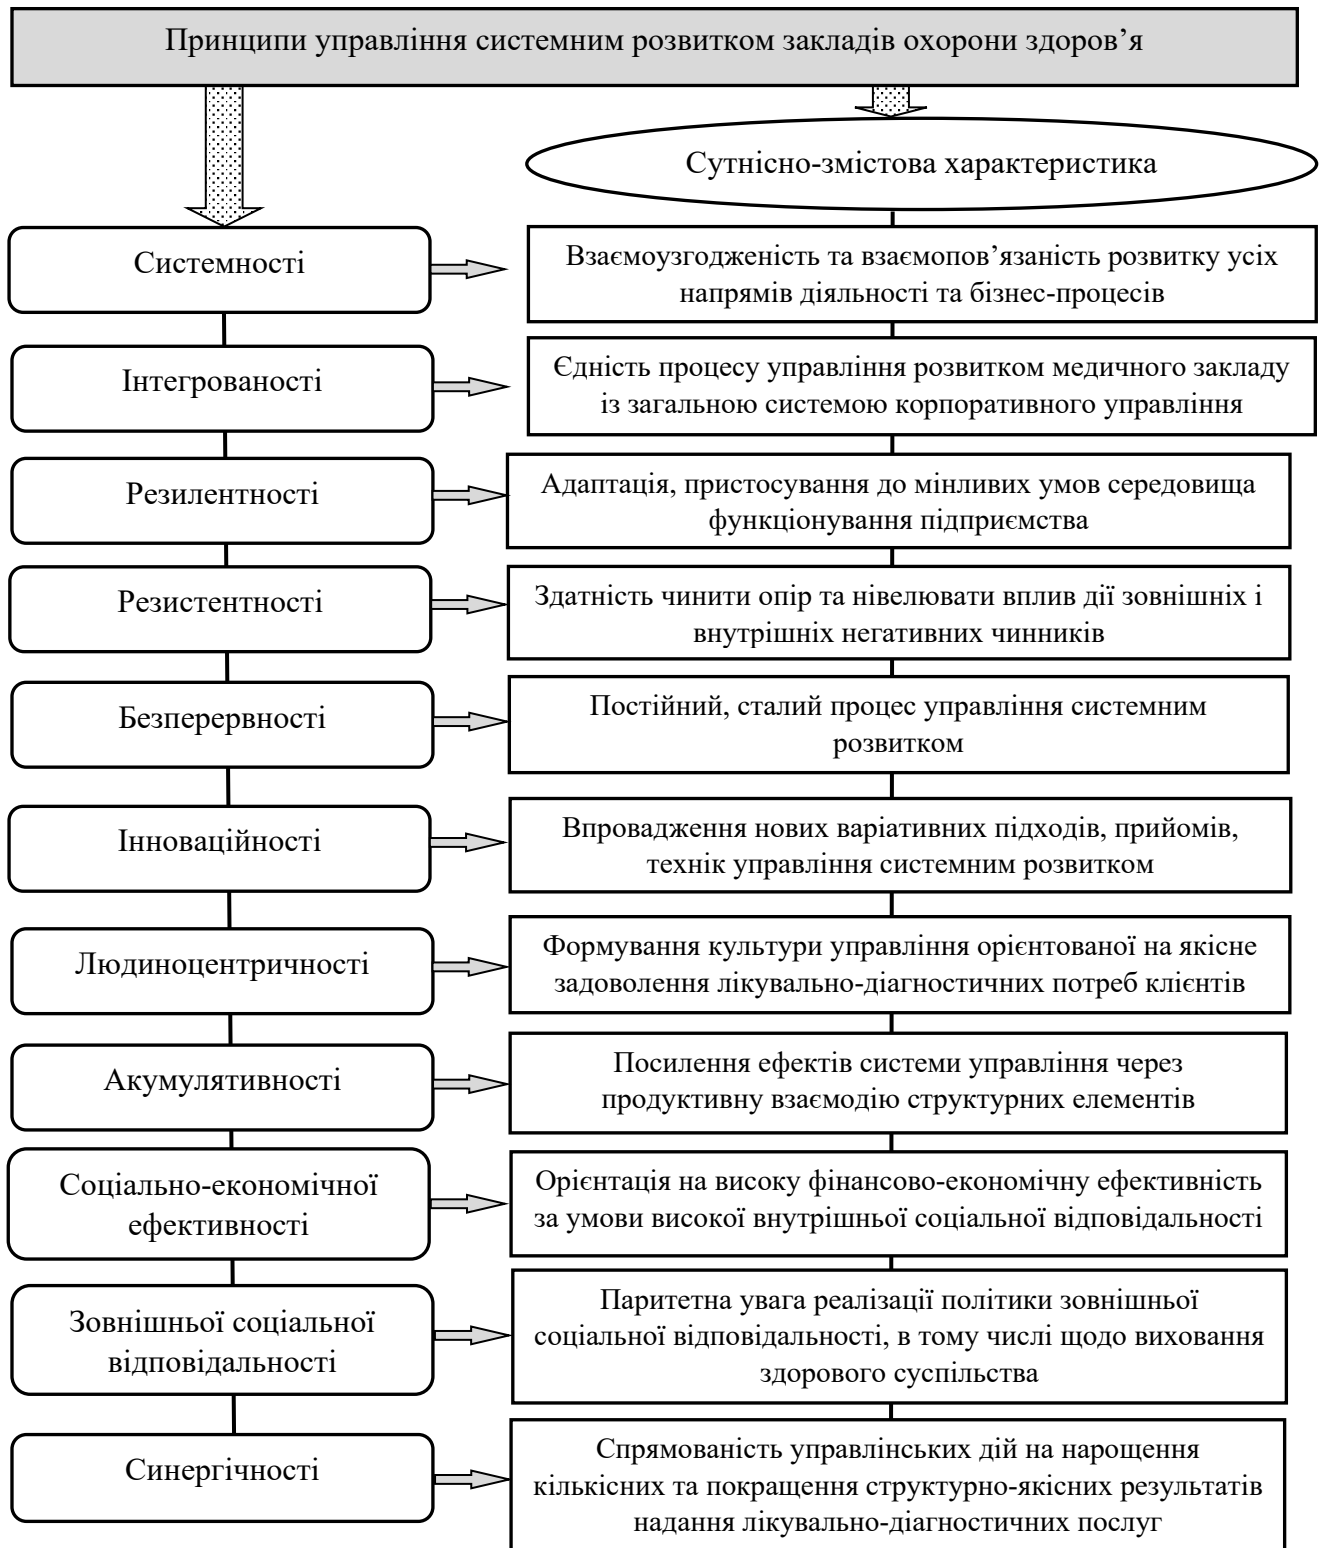 Принципи управління системним розвитком закладів охорони здоров’я
Сутнісно-змістова характеристика
Системності
Взаємоузгодженість та взаємопов’язаність розвитку усіх
напрямів діяльності та бізнес-процесів
Інтегрованості
Єдність процесу управління розвитком медичного закладу
із загальною системою корпоративного управління
Резилентності
Адаптація, пристосування до мінливих умов середовища
функціонування підприємства
Резистентності
Здатність чинити опір та нівелювати вплив дії зовнішніх і
внутрішніх негативних чинників
Безперервності
Постійний, сталий процес управління системним
розвитком
Інноваційності
Впровадження нових варіативних підходів, прийомів,
технік управління системним розвитком
Людиноцентричності
Формування культури управління орієнтованої на якісне
задоволення лікувально-діагностичних потреб клієнтів
Акумулятивності
Посилення ефектів системи управління через
продуктивну взаємодію структурних елементів
Соціально-економічної
ефективності
Орієнтація на високу фінансово-економічну ефективність
за умови високої внутрішньої соціальної відповідальності
Зовнішньої соціальної
відповідальності
Паритетна увага реалізації політики зовнішньої
соціальної відповідальності, в тому числі щодо виховання
здорового суспільства
Синергічності
Спрямованість управлінських дій на нарощення
кількісних та покращення структурно-якісних результатів
надання лікувально-діагностичних послуг